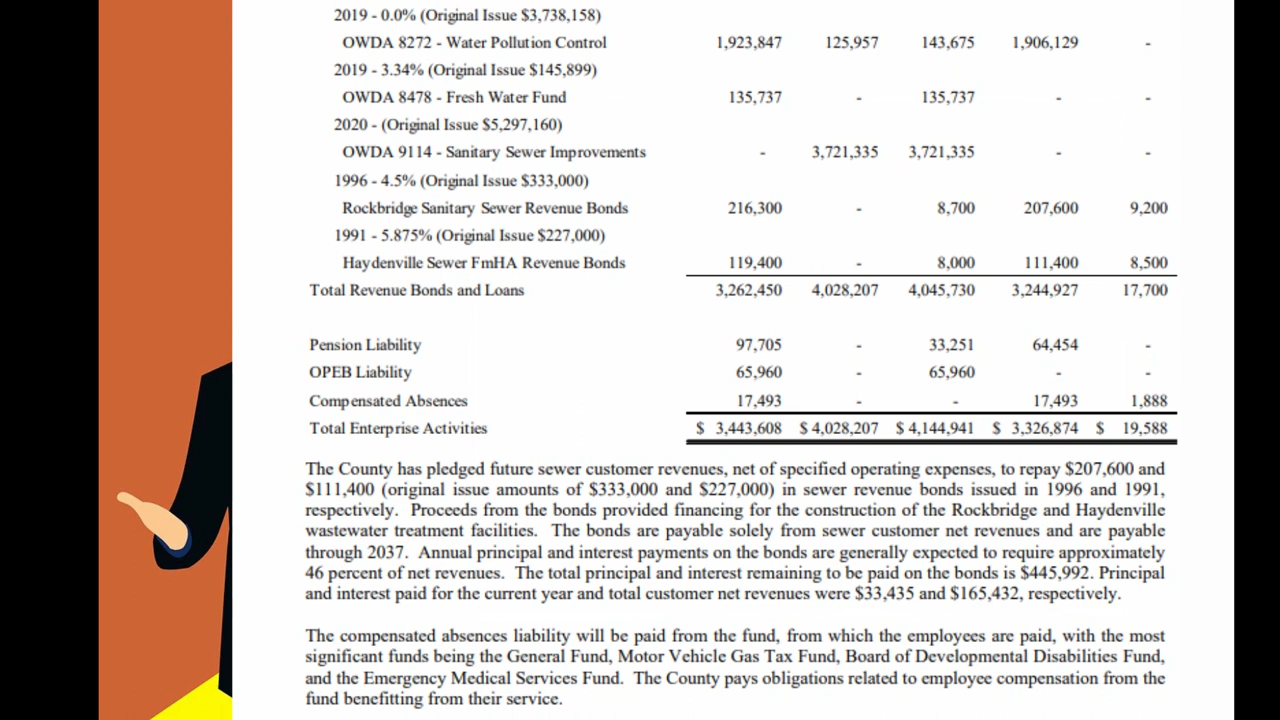 2019 - 0.0% (Original Issue $3,738,158)
OWDA 8272 - Water Pollution Control 1,923,847 125,957 143,675 1,906,129 -
2019 - 3.34% (Original Issue $145,899)
OWDA 8478 - Fresh Water Fund 135,737 - 135,737 - -
2020 - (Original Issue $5,297,160)
OWDA 9114 - Sanitary Sewer Improvements - 3,721,335 3,721,335 - -
1996 - 4.5% (Original Issue $333,000)
Rockbridge Sanitary Sewer Revenue Bonds 216,300 - 8,700 207,600 9,200
1991 - 5.875% (Original Issue $227,000)
Haydenville Sewer FmHA Revenue Bonds 119,400 - 8,000 111,400 8,500
Total Revenue Bonds and Loans 3,262,450 4,028,207 4,045,730 3,244,927 17,700
Pension Liability 97,705 - 33,251 64,454 -
OPEB Liability 65,960 - 65,960 - -
Compensated Absences 17,493 - - 17,493 1,888
Total Enterprise Activities $ 3,443,608 $ 4,028,207 $ 4,144,941 $ 3,326,874 $ 19,588
The County has pledged future sewer customer revenues, net of specified operating expenses, to repay $207,600 and
$111,400 (original issue amounts of $333,000 and $227,000) in sewer revenue bonds issued in 1996 and 1991,
respectively. Proceeds from the bonds provided financing for the construction of the Rockbridge and Haydenville
wastewater treatment facilities. The bonds are payable solely from sewer customer net revenues and are payable
through 2037. Annual principal and interest payments on the bonds are generally expected to require approximately
46 percent of net revenues. The total principal and interest remaining to be paid on the bonds is $445,992. Principal
and interest paid for the current year and total customer net revenues were $33,435 and $165,432, respectively.
The compensated absences liability will be paid from the fund, from which the employees are paid, with the most
significant funds being the General Fund, Motor Vehicle Gas Tax Fund, Board of Developmental Disabilities Fund,
and the Emergency Medical Services Fund. The County pays obligations related to employee compensation from the
fund benefitting from their service.